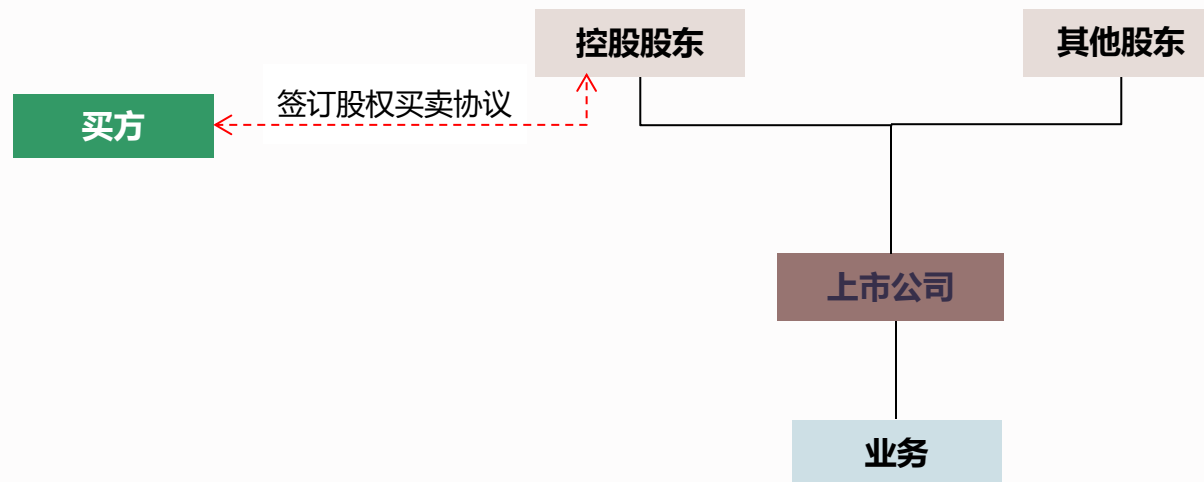 控股股东
其他股东
签订股权买卖协议
买方
上市公司
业务